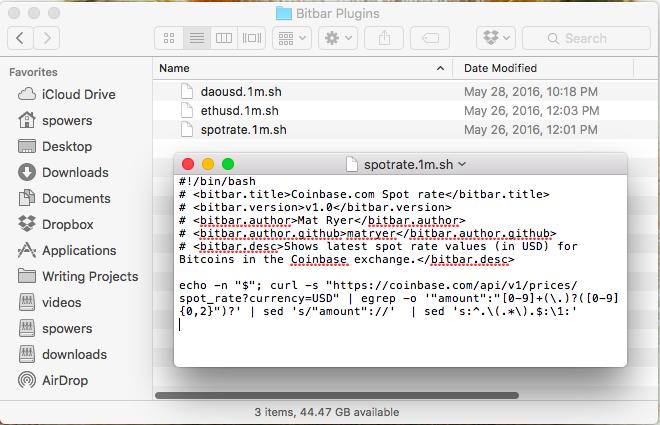 Bitbar Plugins
Search
Favorites
iCloud Drive
spowers
Desktop
Downloads
Documents
Dropbox
Applications
Writing Projects
videos
spowers
downloads
AirDrop
Name
Date Modified
daousd.1m.sh
May 28, 2016, 10:18 PM
ethusd.1m.sh
May 26, 2016, 12:03 PM
spotrate.1m.sh
May 26, 2016, 12:01 PM
spotrate.1m.sh
#!/bin/bash
# <bitbar.title>Coinbase.com Spot rate</bitbar.title>
# <bitbar.version>v1.0</bitbar.version>
# <bitbar.author>Mat Ryer</bitbar.author>
# <bitbar.author.github>matryer</bitbar.author.github>
# <bitbar.desc>Shows latest spot rate values (in USD) for
Bitcoins in the Coinbase exchange.</bitbar.desc>
echo -n "$"; curl -s "https://coinbase.com/api/v1/prices/
spot_rate?currency=USD" | egrep -o '"amount":"[0-9]+(\.)?([0-9]
{0,2}")?' | sed 's/"amount"://'  | sed 's:^.\(.*\).$:\1:'
3 items, 44.47 GB available